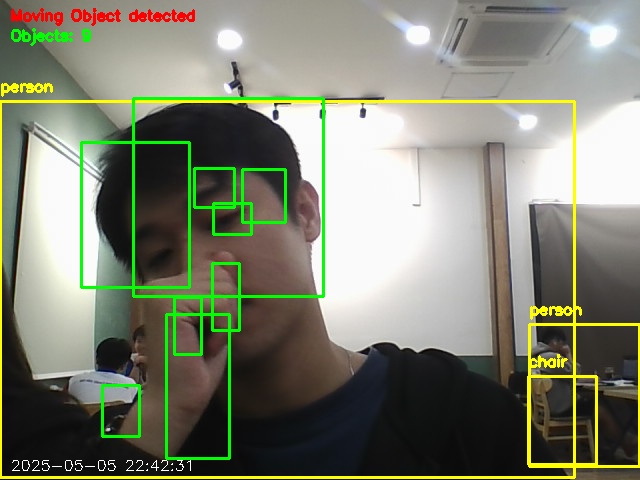 Moving Object detected
Objects: 9
person
person
chair
2025-05-05 22:42:31